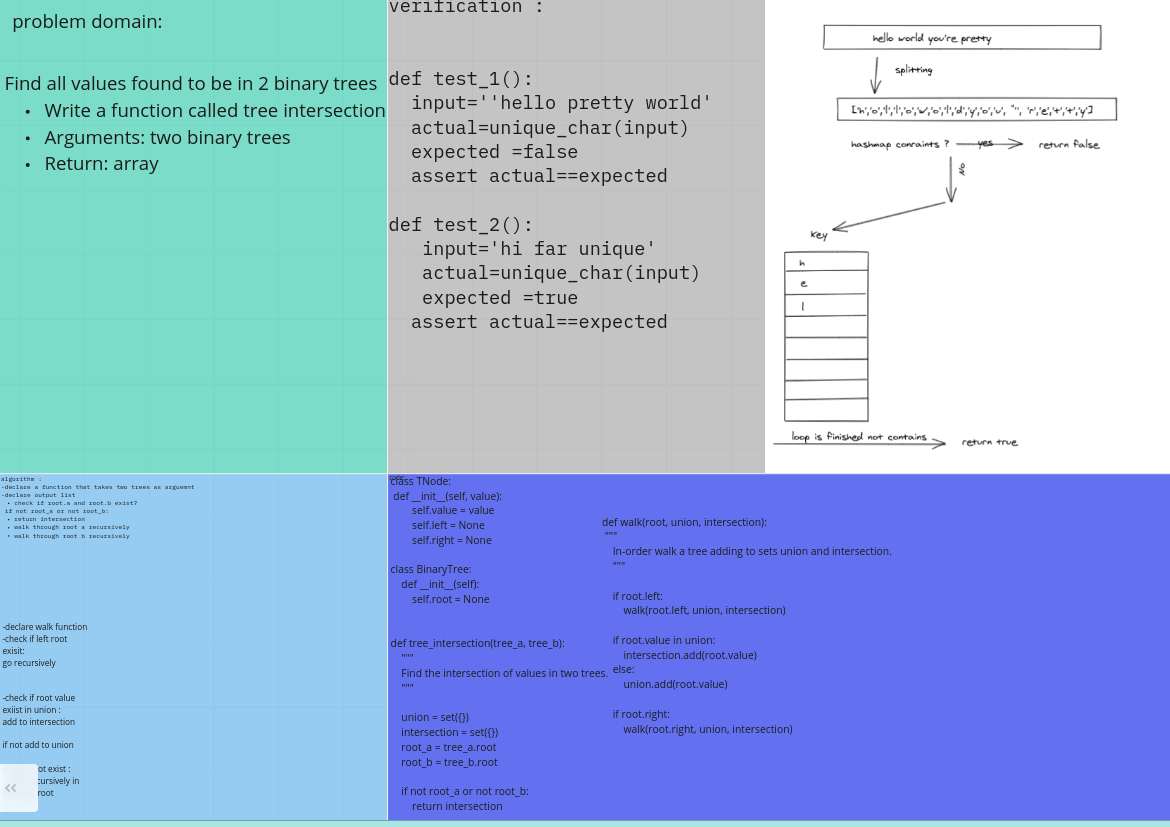 problem domain:
Find all values found to be in 2 binary trees
• Write a function called tree intersection
• Arguments: two binary trees
• Return: array
verification :
def test_1():
input=''hello pretty world'
actual=unique_char(input)
expected =false
assert actual==expected
def test_2():
input='hi far unique'
actual=unique_char(input)
expected =true
assert actual==expected
hello world you're pretty
splitting
['h','o','l','l','o','w','o','l','d','y','o','u, "', 'r','e','t','t','y']
hashmap conraints ? yes return false
No
key
h
e
l
loop is finished not contains return true
algorithm :
-declare a function that takes two trees as arguemnt
-declare output list
• check if root.a and root.b exist?
if not root_a or not root_b:
• return intersection
• walk through root a recursively
• walk through root b recursively
-declare walk function
-check if left root
exisit:
go recursively
-check if root value
exiist in union :
add to intersection
if not add to union
ot exist :
cursively in
root
class TNode:
def __init__(self, value):
self.value = value
self.left = None
self.right = None
class BinaryTree:
def __init__(self):
self.root = None
def tree_intersection(tree_a, tree_b):
"""
Find the intersection of values in two trees.
"""
union = set({})
intersection = set({})
root_a = tree_a.root
root_b = tree_b.root
if not root_a or not root_b:
return intersection
def walk(root, union, intersection):
"""
In-order walk a tree adding to sets union and intersection.
"""
if root.left:
walk(root.left, union, intersection)
if root.value in union:
intersection.add(root.value)
else:
union.add(root.value)
if root.right:
walk(root.right, union, intersection)